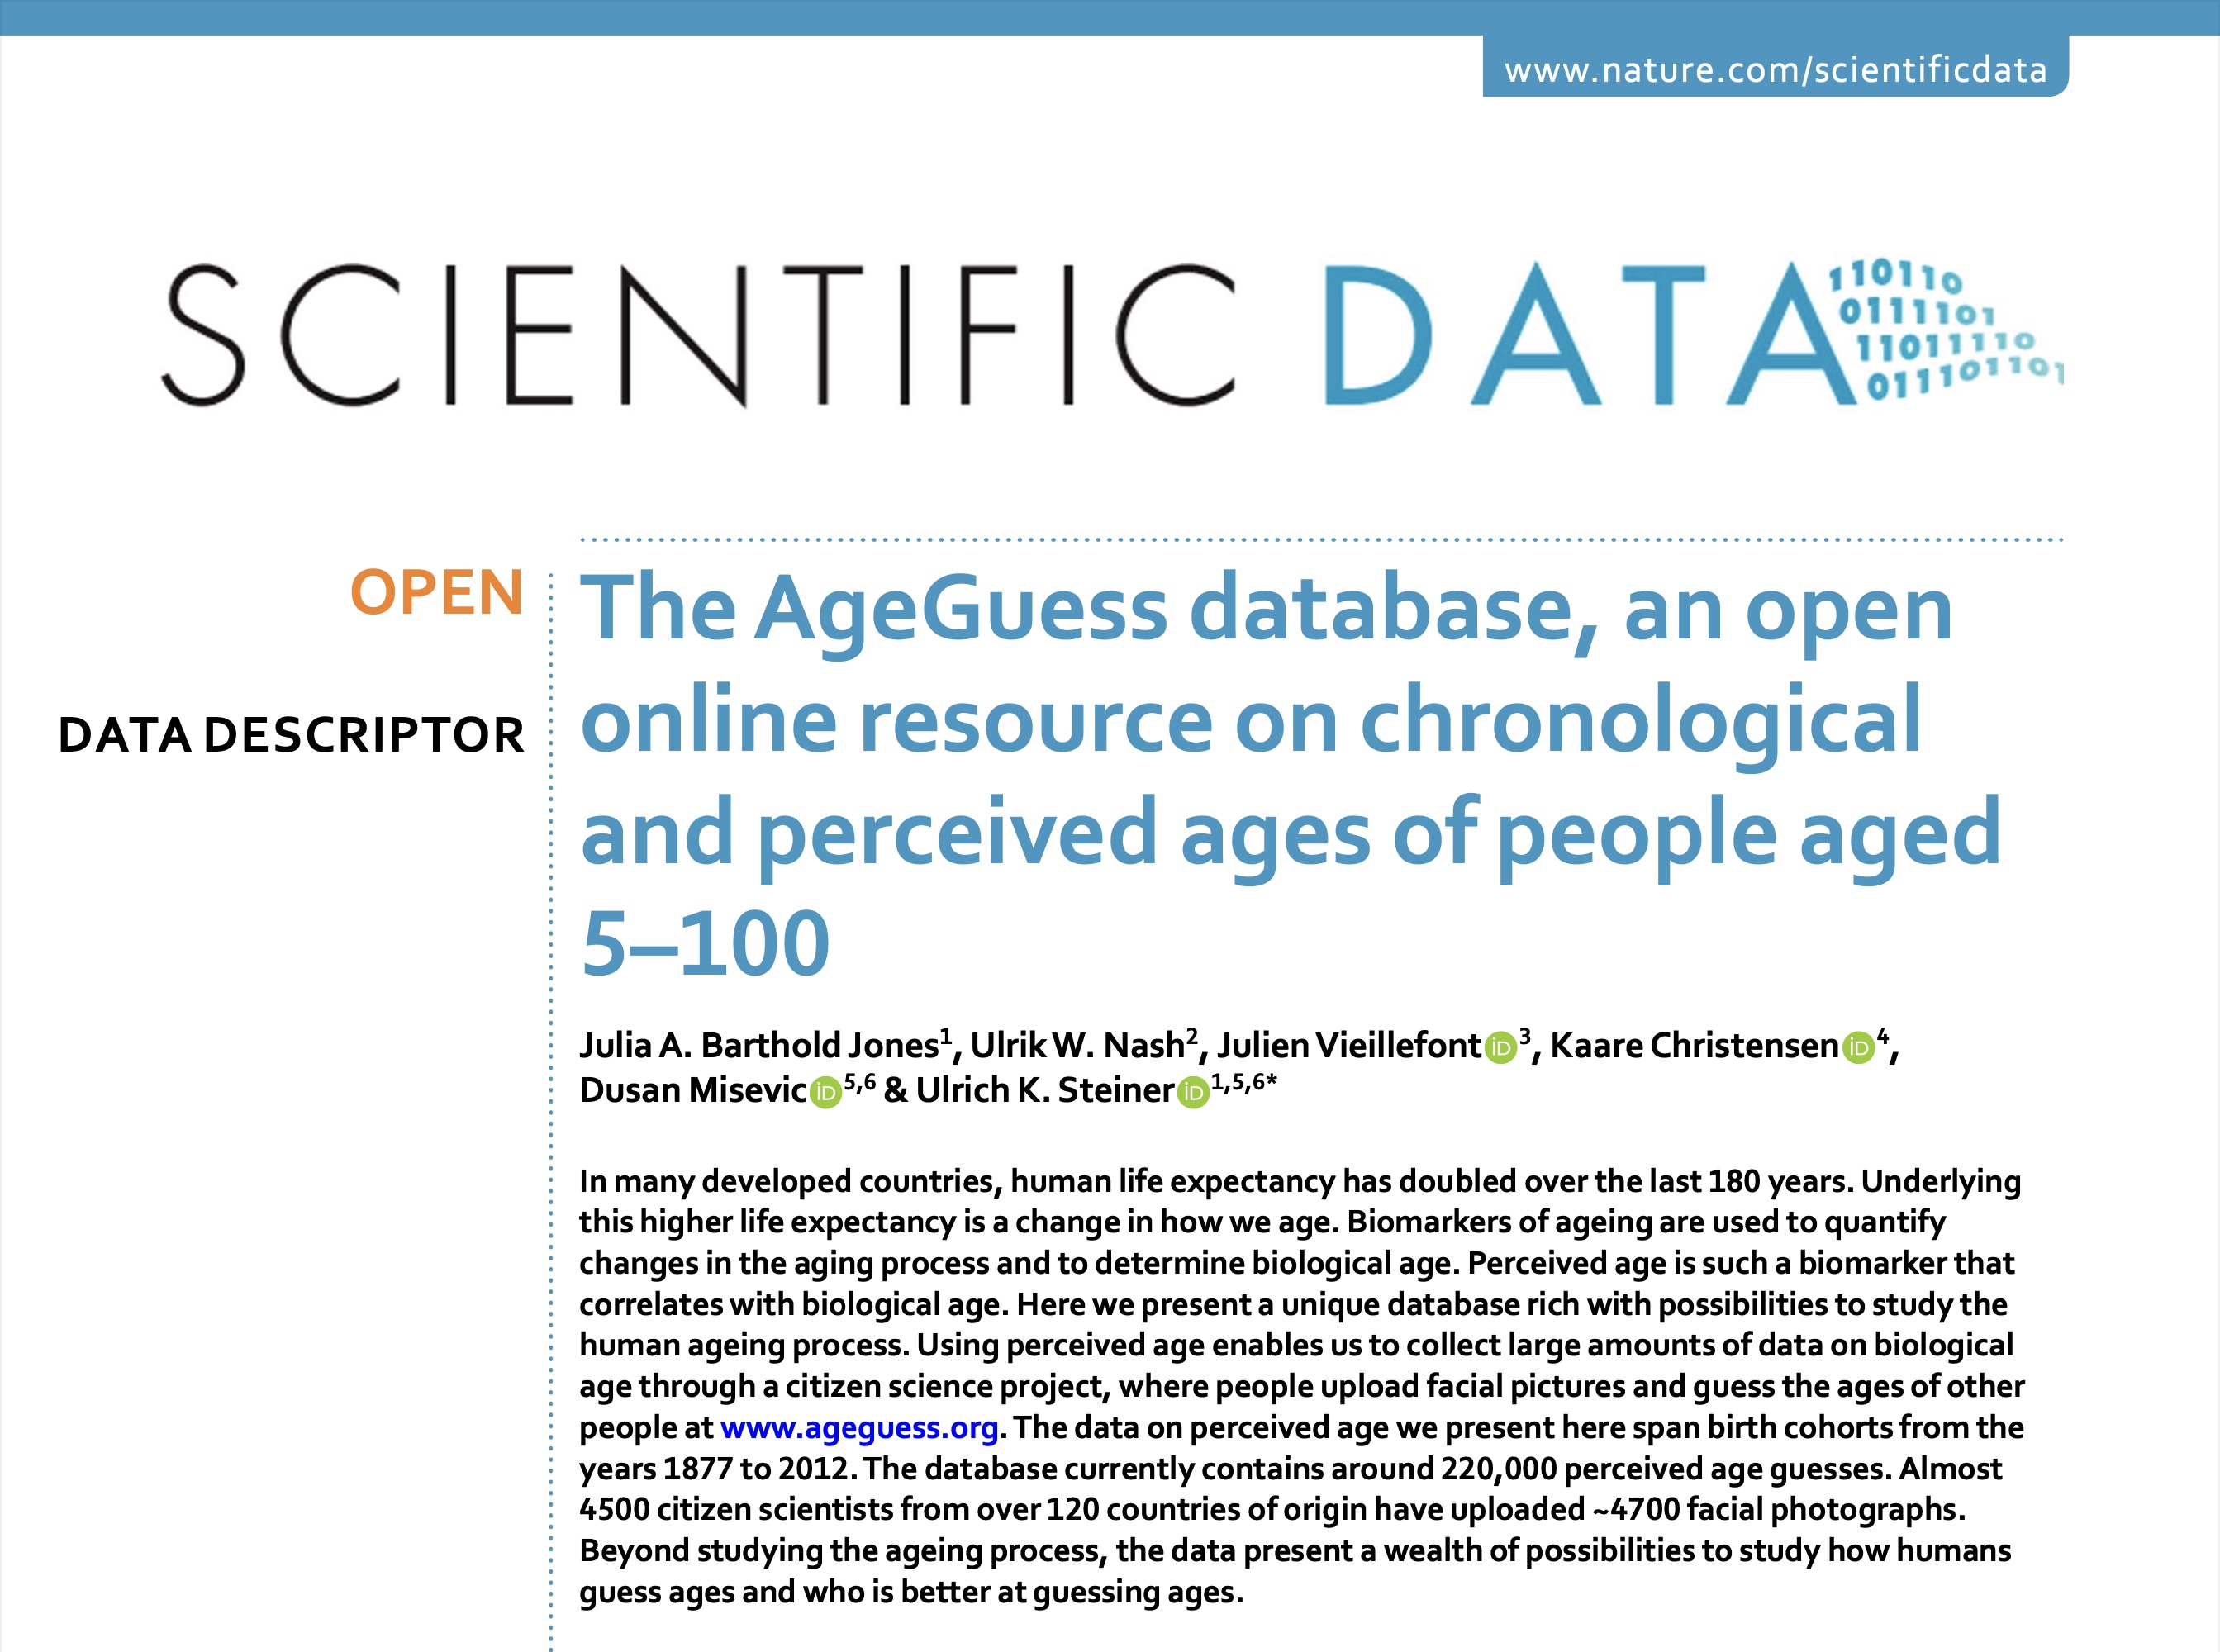 www.nature.com/scientificdata
SCIENTIFIC DATA
110110
0111101
11011110
011101101
OPEN
DATA DESCRIPTOR
The AgeGuess database, an open
online resource on chronological
and perceived ages of people aged
5–100
Julia A. Barthold Jones1, Ulrik W. Nash2, Julien Vieillefont iD 3, Kaare Christensen iD 4,
Dusan Misevic iD 5,6 & Ulrich K. Steiner iD 1,5,6*
In many developed countries, human life expectancy has doubled over the last 180 years. Underlying
this higher life expectancy is a change in how we age. Biomarkers of ageing are used to quantify
changes in the aging process and to determine biological age. Perceived age is such a biomarker that
correlates with biological age. Here we present a unique database rich with possibilities to study the
human ageing process. Using perceived age enables us to collect large amounts of data on biological
age through a citizen science project, where people upload facial pictures and guess the ages of other
people at www.ageguess.org. The data on perceived age we present here span birth cohorts from the
years 1877 to 2012. The database currently contains around 220,000 perceived age guesses. Almost
4500 citizen scientists from over 120 countries of origin have uploaded ~4700 facial photographs.
Beyond studying the ageing process, the data present a wealth of possibilities to study how humans
guess ages and who is better at guessing ages.